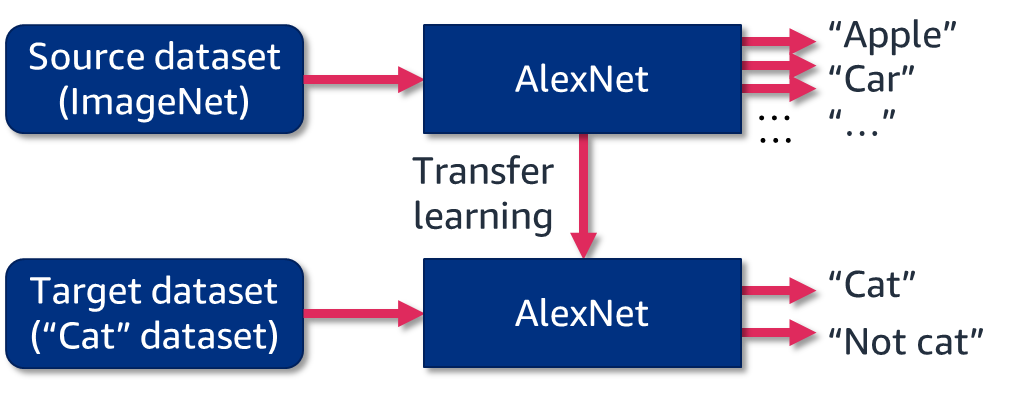 Source dataset
(ImageNet)
AlexNet
“Apple”
“Car”
“...”
...
...
Transfer
learning
Target dataset
(“Cat” dataset)
AlexNet
“Cat”
“Not cat”